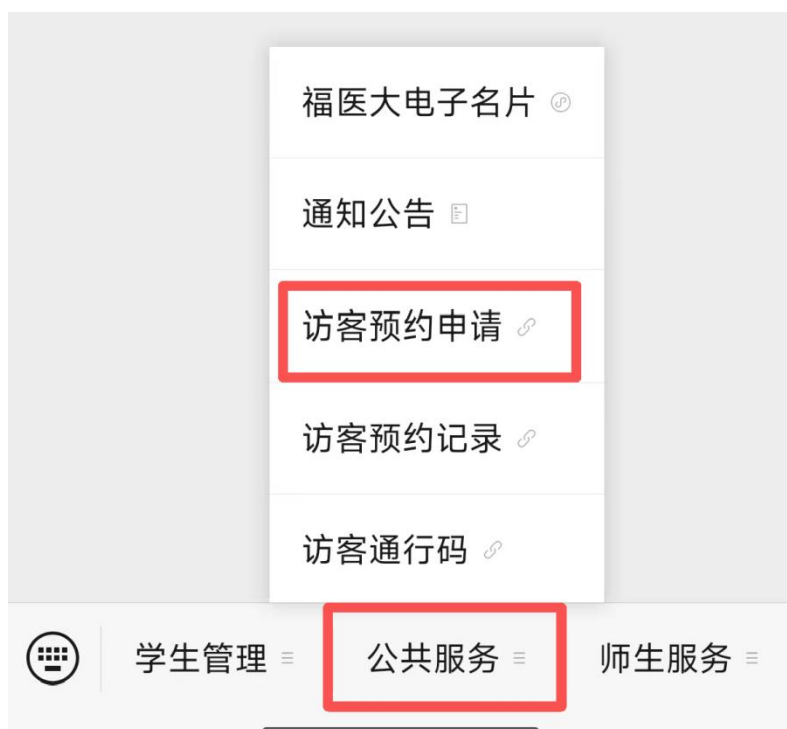 福医大电子名片
通知公告
访客预约申请
访客预约记录
访客通行码
学生管理 公共服务 师生服务